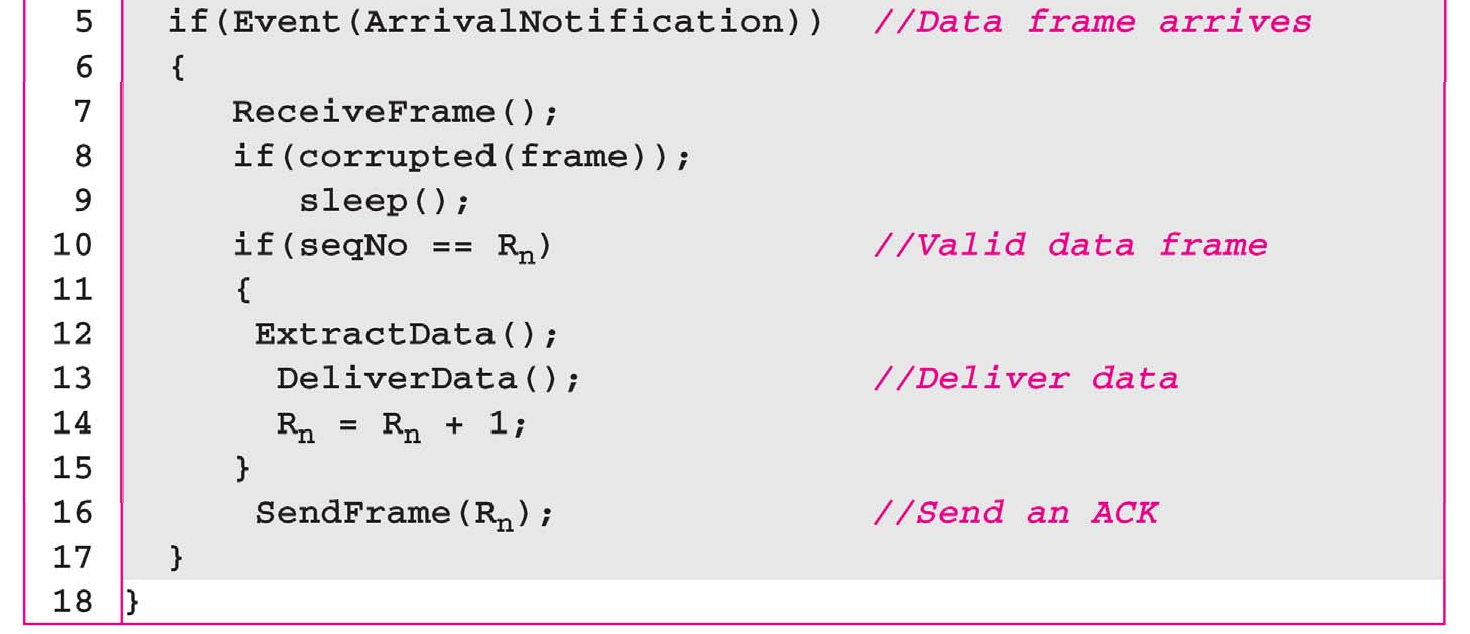 5 if(Event(ArrivalNotification)) //Data frame arrives
6 {
7 ReceiveFrame();
8 if(corrupted(frame));
9 sleep();
10 if(seqNo == Rn) //Valid data frame
11 {
12 ExtractData();
13 DeliverData(); //Deliver data
14 Rn = Rn + 1;
15 }
16 SendFrame(Rn); //Send an ACK
17 }
18 }